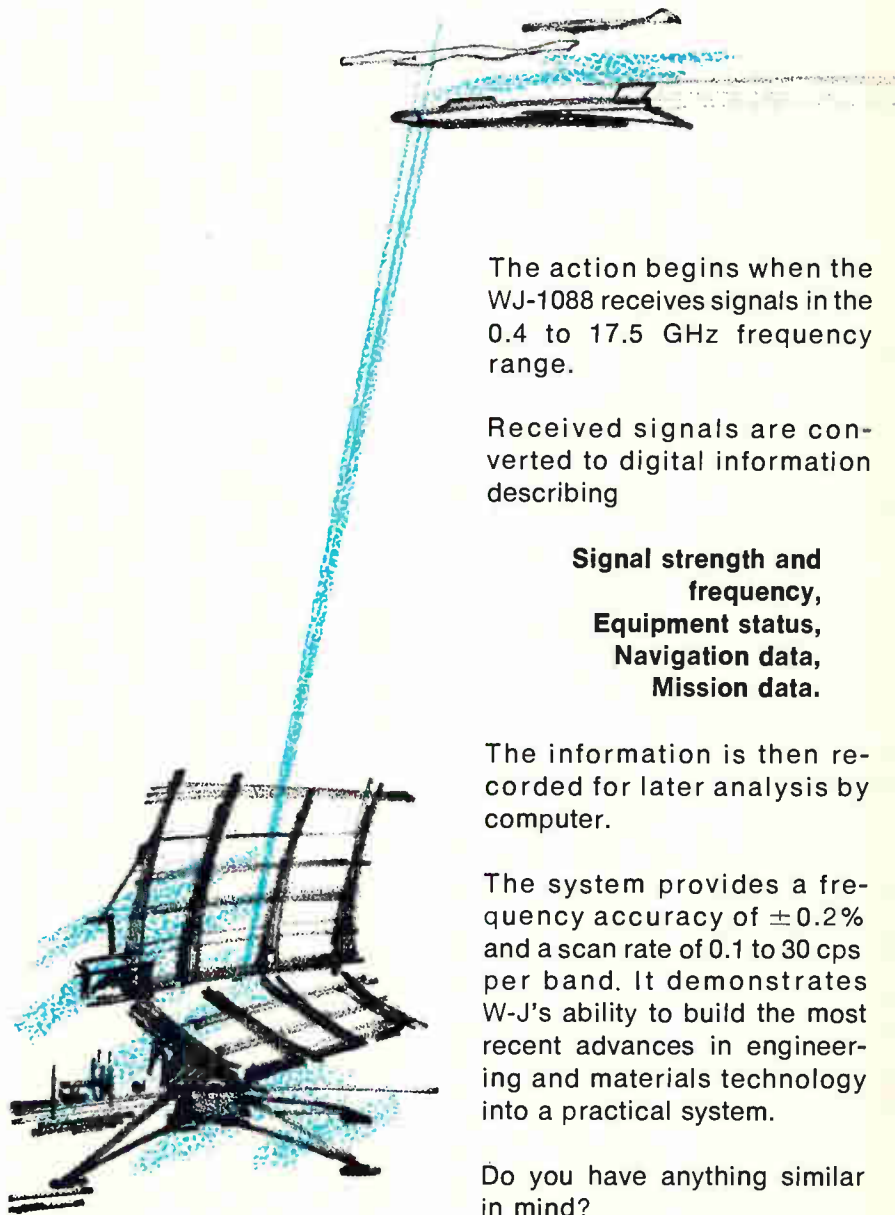 The action begins when the
WJ-1088 receives signals in the
0.4 to 17.5 GHz frequency
range.
Received signals are con-
verted to digital information
describing
Signal strength and
frequency,
Equipment status,
Navigation data,
Mission data.
The information is then re-
corded for later analysis by
computer.
The system provides a fre-
quency accuracy of ±0.2%
and a scan rate of 0.1 to 30 cps
per band. It demonstrates
W-J's ability to build the most
recent advances in engineer-
ing and materials technology
into a practical system.
Do you have anything similar
in mind?